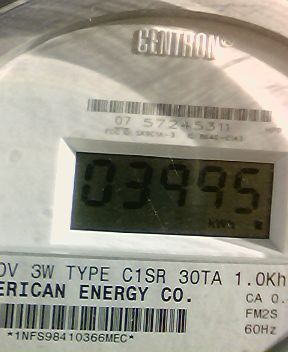 CENTRON®
07 57245311
03995
kWh
0V 3W TYPE C1SR 30TA 1.0Kh
ERICAN ENERGY CO.
CA 0.
FM2S
60Hz
*1NFS98410366MEC*